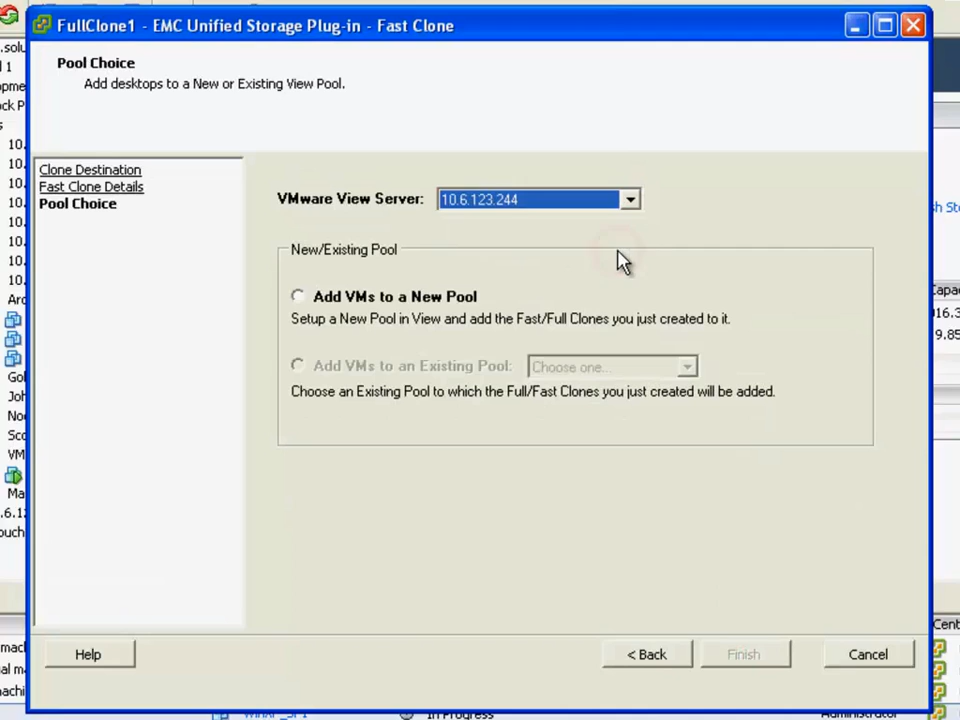 FullClone1 - EMC Unified Storage Plug-in - Fast Clone
Pool Choice
Add desktops to a New or Existing View Pool.
Clone Destination
Fast Clone Details
Pool Choice
VMware View Server: 10.6.123.244
New/Existing Pool
Add VMs to a New Pool
Setup a New Pool in View and add the Fast/Full Clones you just created to it.
Add VMs to an Existing Pool: Choose one...
Choose an Existing Pool to which the Full/Fast Clones you just created will be added.
Help
< Back
Finish
Cancel
In Progress
Administrator